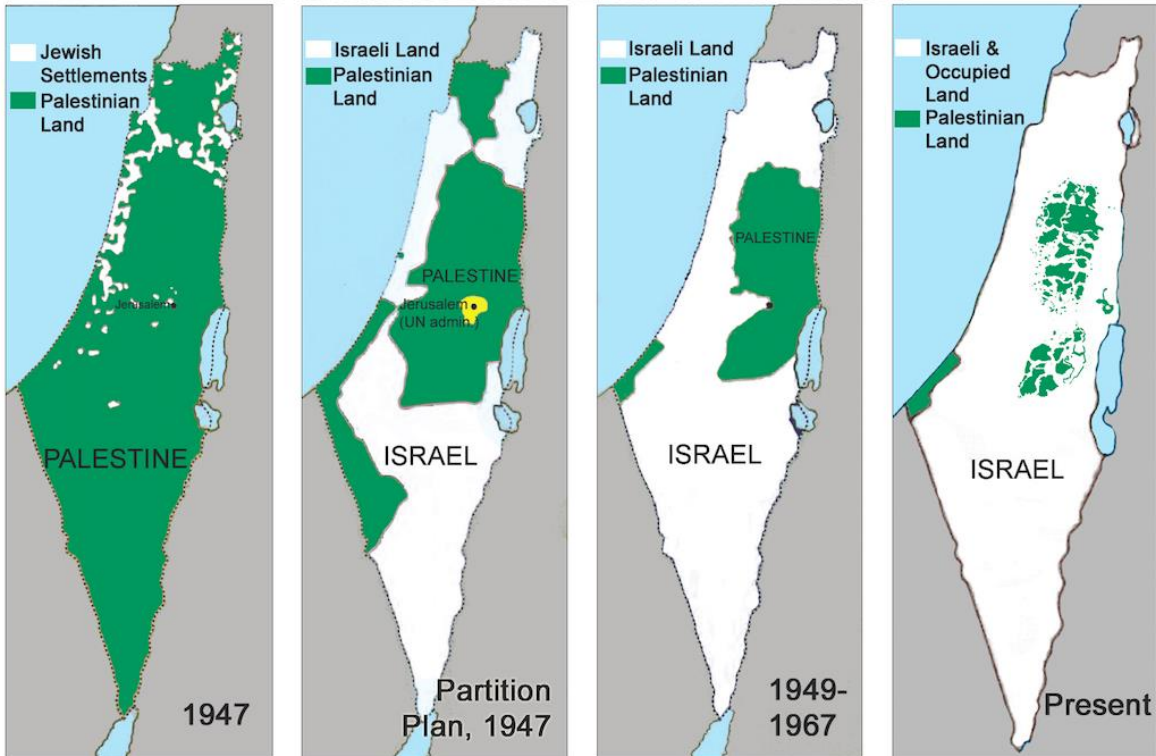 Jewish
Settlements
Palestinian
Land
Jerusalem
PALESTINE
1947
Israeli Land
Palestinian
Land
PALESTINE
Jerusalem
(UN admin.)
ISRAEL
Partition
Plan, 1947
Israeli Land
Palestinian
Land
PALESTINE
ISRAEL
1949-
1967
Israeli &
Occupied
Land
Palestinian
Land
ISRAEL
Present